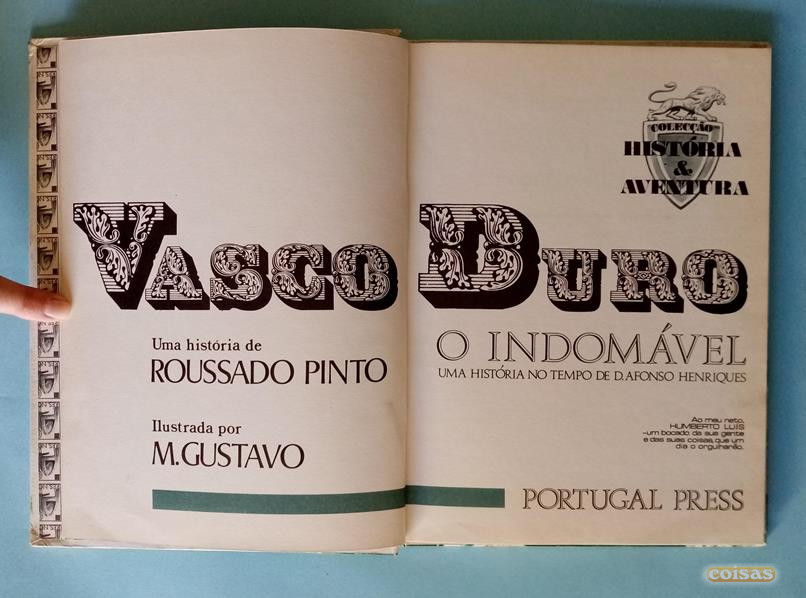 VASCO DURO
Uma história de
ROUSSADO PINTO
Ilustrada por
M.GUSTAVO
COLECÇÃO
HISTÓRIA
&
AVENTURA
O INDOMÁVEL
UMA HISTÓRIA NO TEMPO DE D.AFONSO HENRIQUES
Ao meu neto,
HUMBERTO LUIS
-um bocado da sua gente
e das suas coisas, que um
dia o orgulharão.
PORTUGAL PRESS
coisas